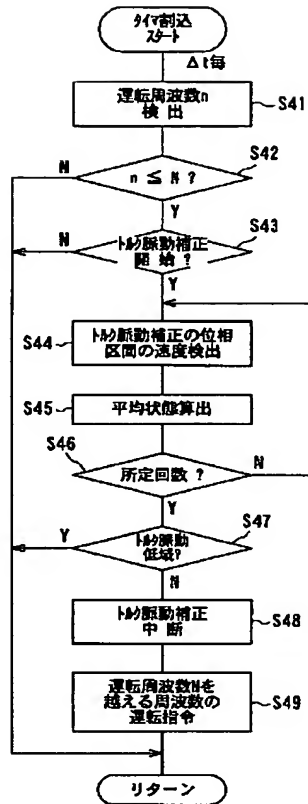 タイマ割込
スタート
Δt毎
運転周波数n
検出
S41
n≦N?
S42
N
Y
トルク脈動補正
開始?
S43
N
Y
トルク脈動補正の位相
区間の速度検出
S44
平均状態算出
S45
所定回数?
S46
N
Y
トルク脈動
低域?
S47
Y
N
トルク脈動補正
中断
S48
運転周波数Nを
越える周波数の
運転指令
S49
リターン